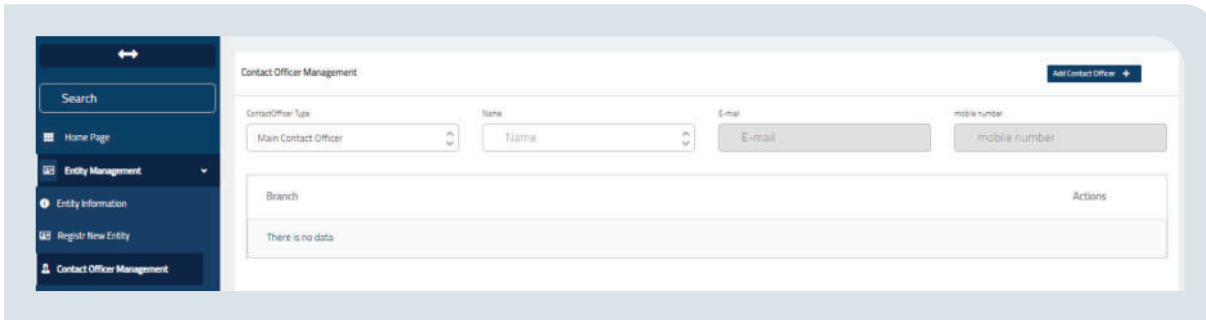 Search
Home Page
Entity Management
Entity Information
Registr New Entity
Contact Officer Management
Contact Officer Management
Add Contact Officer +
ContactOfficer Type
Name
E-mail
mobile number
Main Contact Officer
Name
E-mail
mobile number
Branch
Actions
There is no data